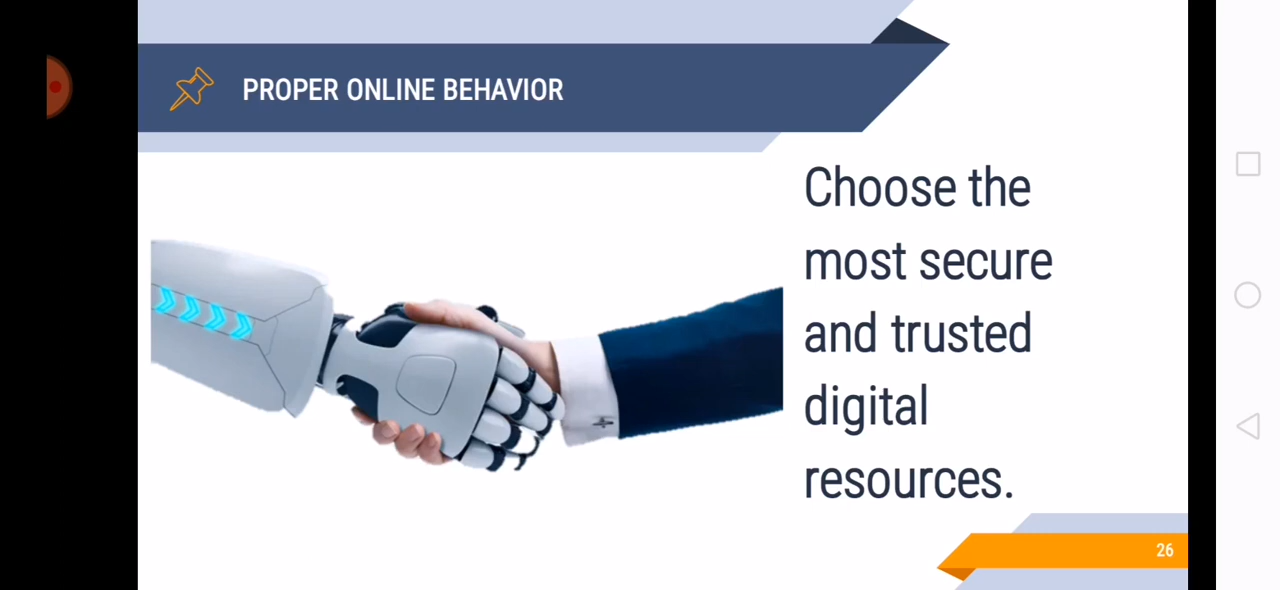 PROPER ONLINE BEHAVIOR
Choose the
most secure
and trusted
digital
resources.
26